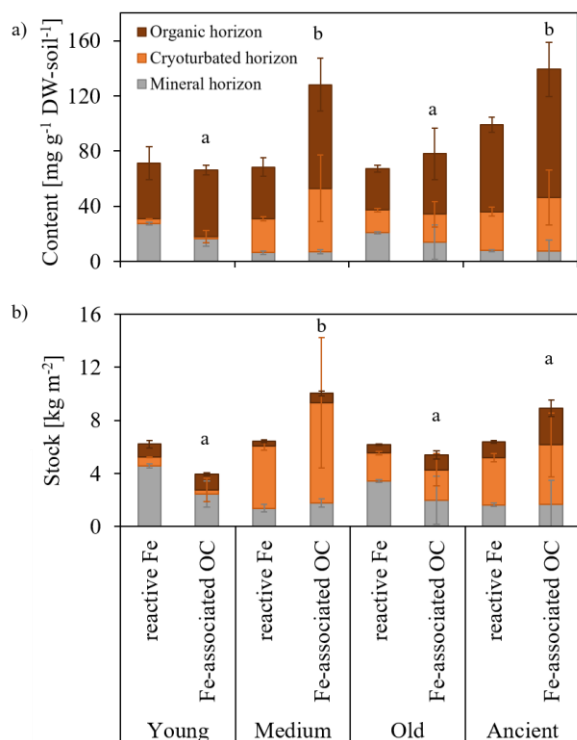 a)
Content [mg g⁻¹ DW-soil⁻¹]
160
120
80
40
0
Organic horizon
Cryoturbated horizon
Mineral horizon
a
b
a
b
b)
Stock [kg m⁻²]
16
12
8
4
0
a
b
a
a
reactive Fe
Fe-associated OC
reactive Fe
Fe-associated OC
reactive Fe
Fe-associated OC
reactive Fe
Fe-associated OC
Young
Medium
Old
Ancient